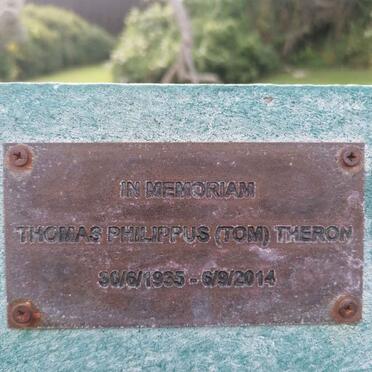 IN MEMORIAM
THOMAS PHILIPPUS (TOM) THERON
30/6/1935 - 6/9/2014